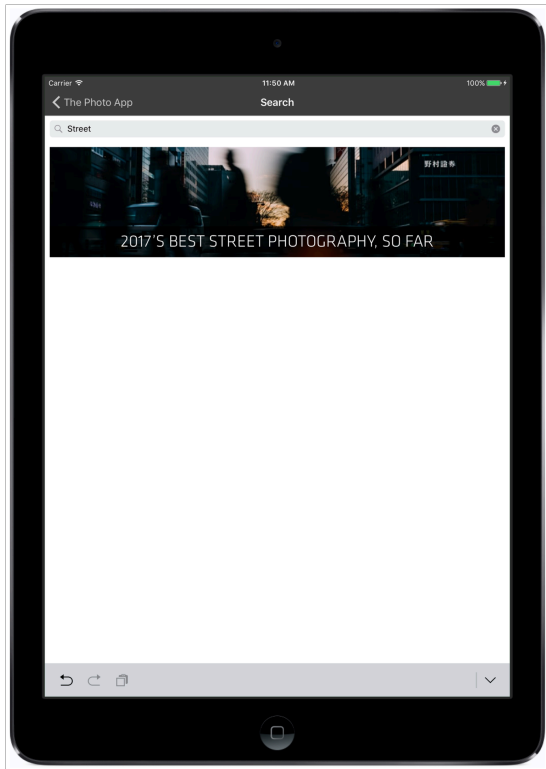 Carrier
11:50 AM
100%
The Photo App
Search
Street
野村證券
2017'S BEST STREET PHOTOGRAPHY, SO FAR